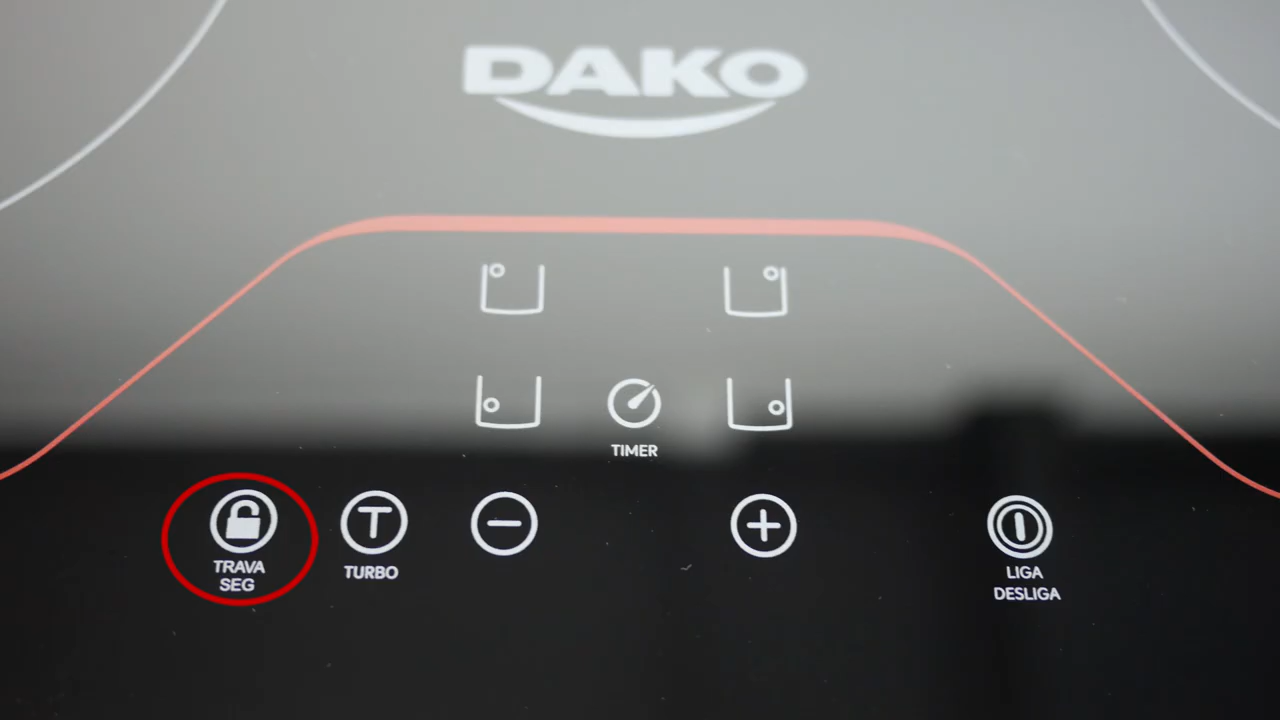 DAKO
TIMER
TRAVA
SEG
TURBO
LIGA
DESLIGA